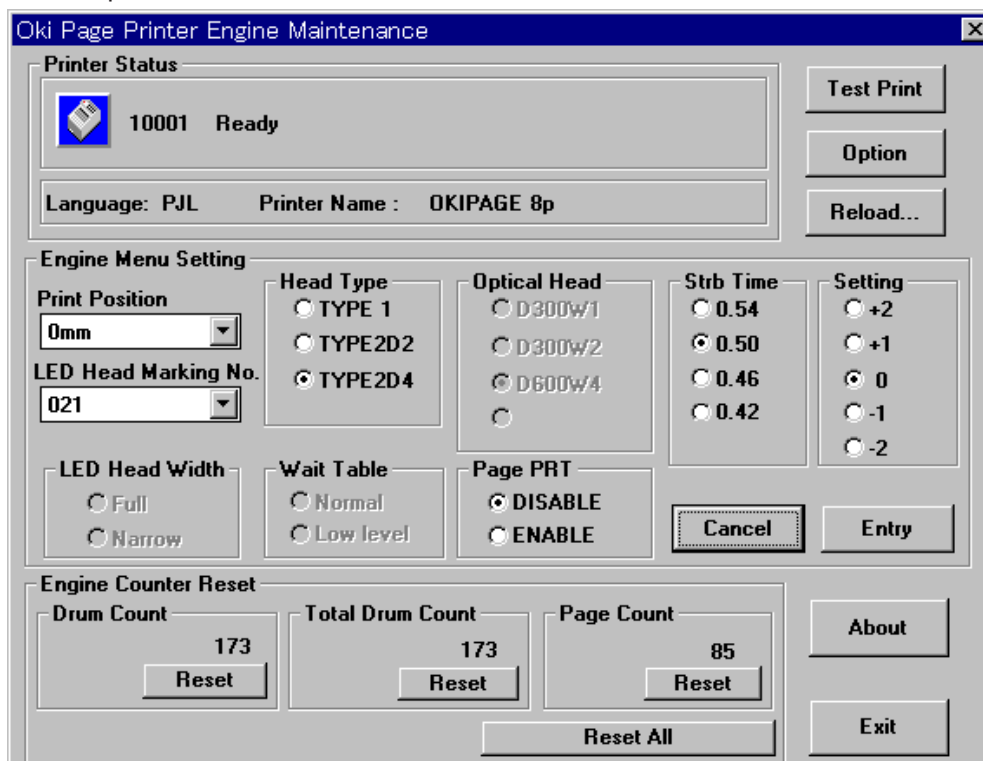 Oki Page Printer Engine Maintenance
Printer Status
10001 Ready
Language: PJL Printer Name : OKIPAGE 8p
Test Print
Option
Reload...
Engine Menu Setting
Print Position
0mm
LED Head Marking No.
021
Head Type
TYPE 1
TYPE2D2
TYPE2D4
Optical Head
D300W1
D300W2
D600W4
Strb Time
0.54
0.50
0.46
0.42
Setting
+2
+1
0
-1
-2
LED Head Width
Full
Narrow
Wait Table
Normal
Low level
Page PRT
DISABLE
ENABLE
Cancel
Entry
Engine Counter Reset
Drum Count
173
Reset
Total Drum Count
173
Reset
Page Count
85
Reset
Reset All
About
Exit